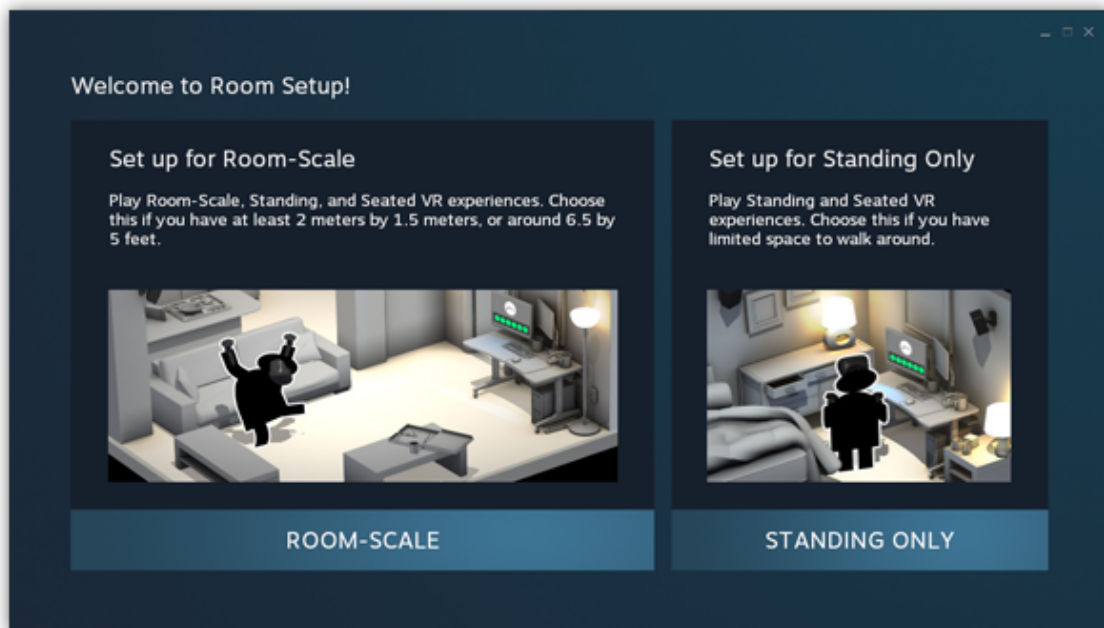 Welcome to Room Setup!
Set up for Room-Scale
Play Room-Scale, Standing, and Seated VR experiences. Choose
this if you have at least 2 meters by 1.5 meters, or around 6.5 by
5 feet.
ROOM-SCALE
Set up for Standing Only
Play Standing and Seated VR
experiences. Choose this if you have
limited space to walk around.
STANDING ONLY